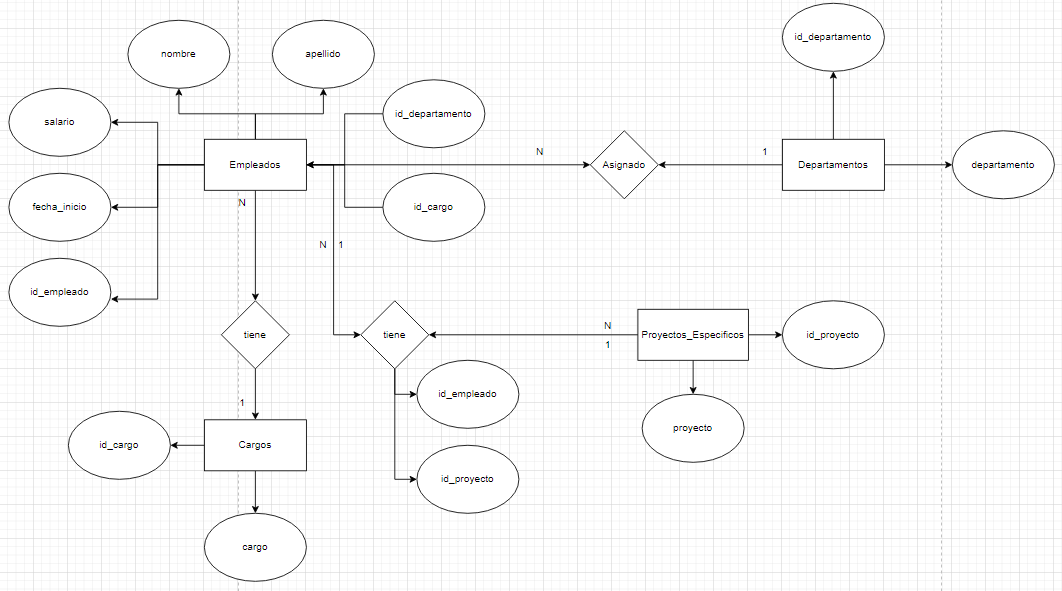 id_departamento
nombre
apellido
id_departamento
salario
N
1
Empleados
Asignado
Departamentos
departamento
N
fecha_inicio
id_cargo
N
1
id_empleado
N
tiene
tiene
Proyectos_Especificos
id_proyecto
1
id_empleado
1
proyecto
id_cargo
Cargos
id_proyecto
cargo